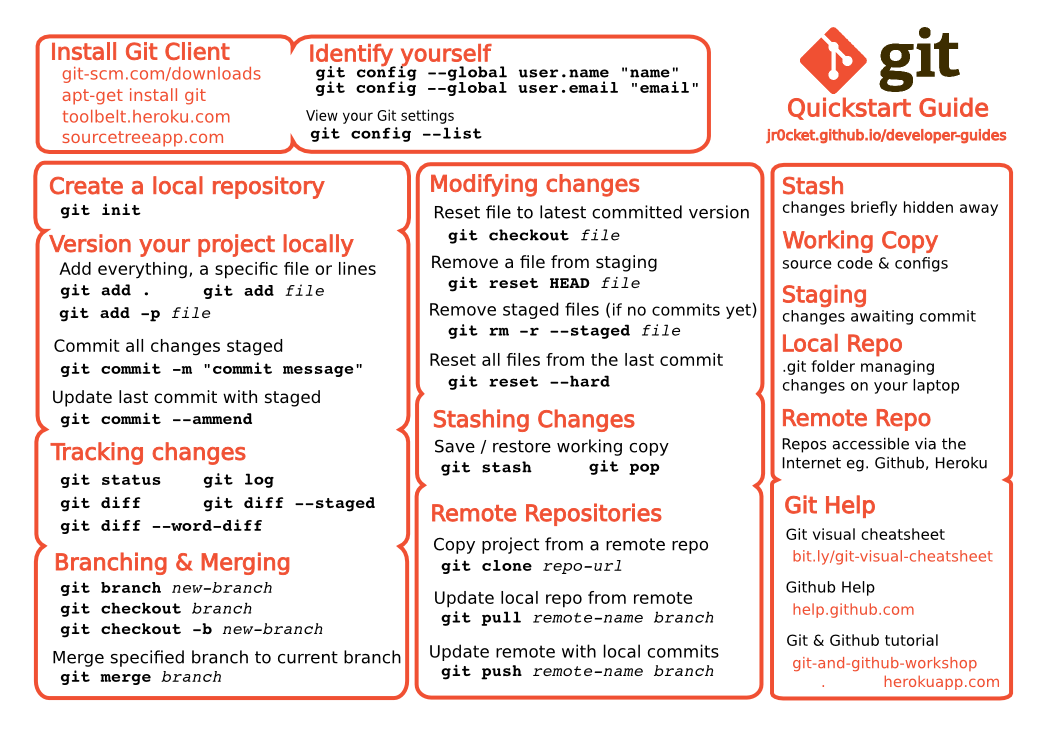 Install Git Client
git-scm.com/downloads
apt-get install git
toolbelt.heroku.com
sourcetreeapp.com
Identify yourself
git config --global user.name "name"
git config --global user.email "email"
View your Git settings
git config --list
git
Quickstart Guide
jr0cket.github.io/developer-guides
Create a local repository
git init
Version your project locally
Add everything, a specific file or lines
git add . git add file
git add -p file
Commit all changes staged
git commit -m "commit message"
Update last commit with staged
git commit --ammend
Tracking changes
git status git log
git diff git diff --staged
git diff --word-diff
Branching & Merging
git branch new-branch
git checkout branch
git checkout -b new-branch
Merge specified branch to current branch
git merge branch
Modifying changes
Reset file to latest committed version
git checkout file
Remove a file from staging
git reset HEAD file
Remove staged files (if no commits yet)
git rm -r --staged file
Reset all files from the last commit
git reset --hard
Stashing Changes
Save / restore working copy
git stash git pop
Remote Repositories
Copy project from a remote repo
git clone repo-url
Update local repo from remote
git pull remote-name branch
Update remote with local commits
git push remote-name branch
Stash
changes briefly hidden away
Working Copy
source code & configs
Staging
changes awaiting commit
Local Repo
.git folder managing
changes on your laptop
Remote Repo
Repos accessible via the
Internet eg. Github, Heroku
Git Help
Git visual cheatsheet
bit.ly/git-visual-cheatsheet
Github Help
help.github.com
Git & Github tutorial
git-and-github-workshop
. herokuapp.com